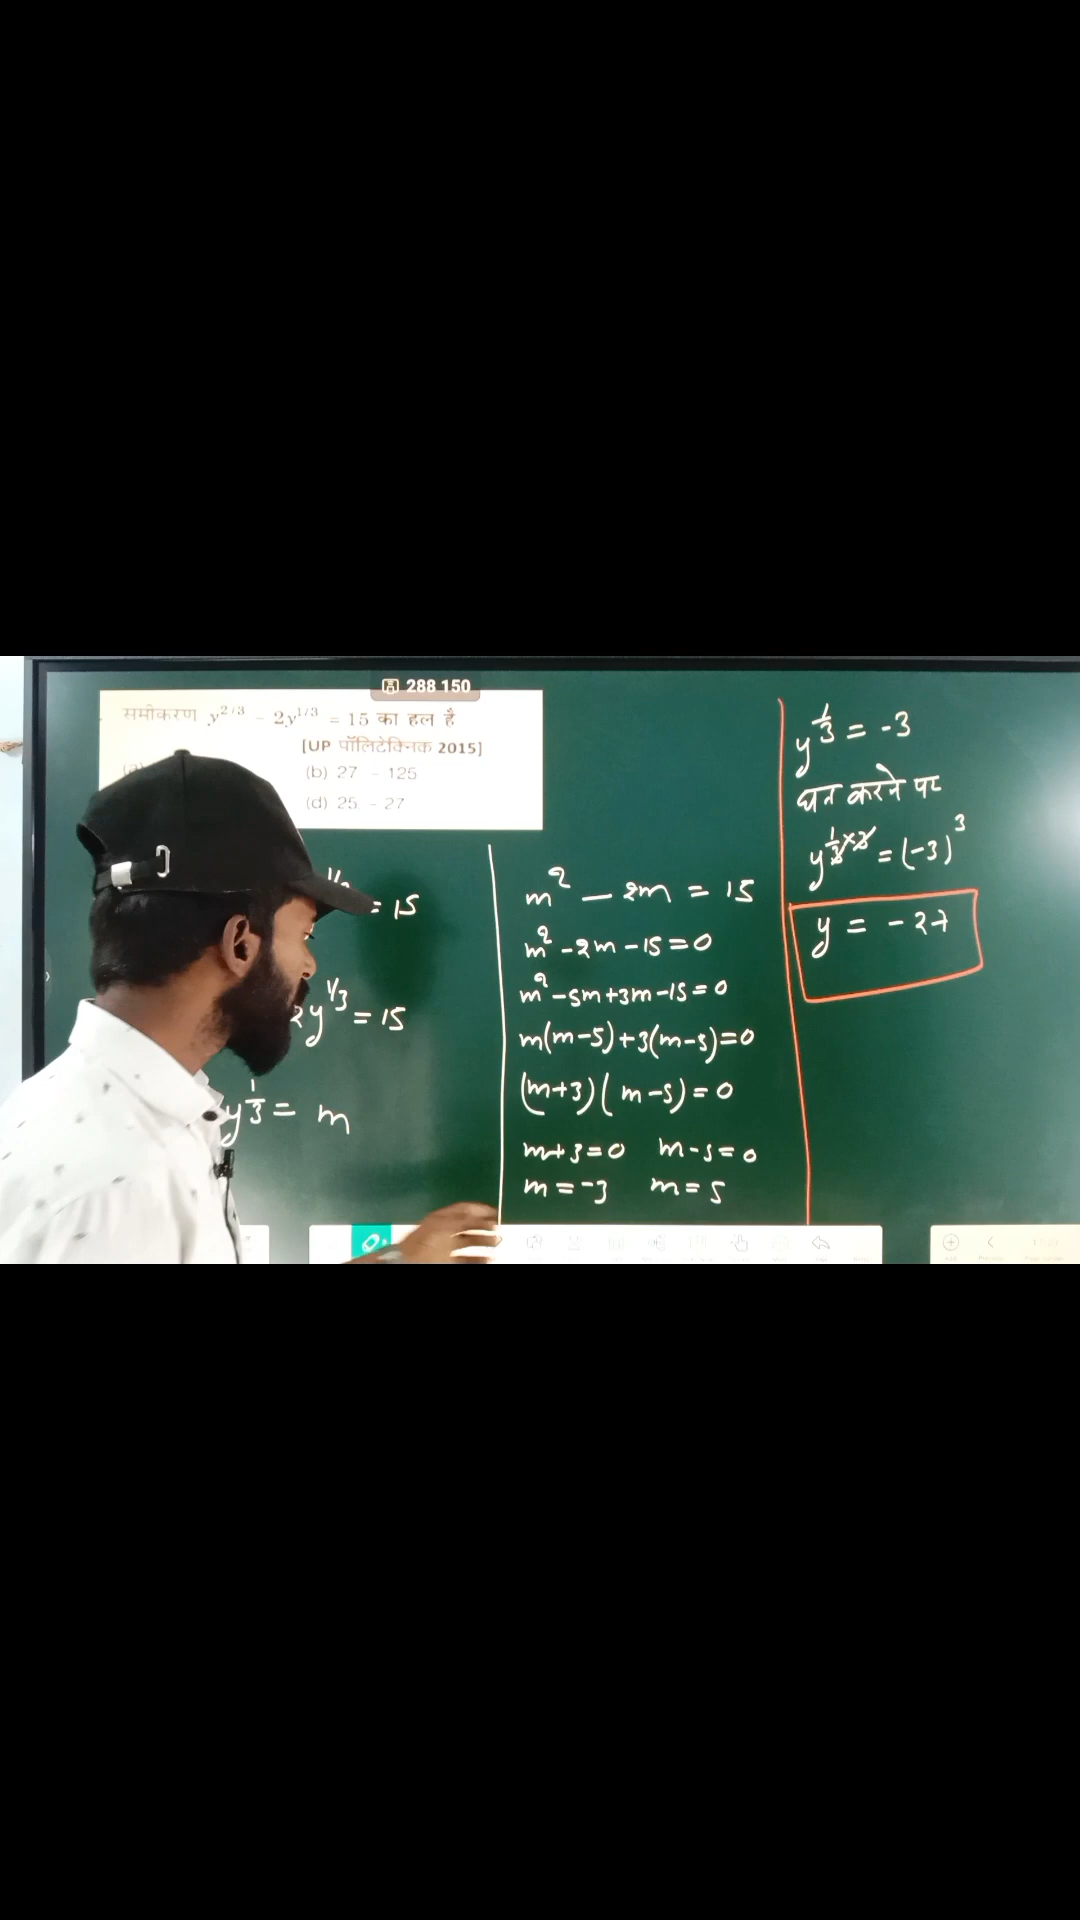 288 150
समीकरण y^2/3 - 2y^1/3 = 15 का हल है
[UP पॉलिटेक्निक 2015]
(b) 27 - 125
(d) 25 - 27
= 15
2y^1/3 = 15
y^1/3 = m
m^2 - 2m = 15
m^2 - 2m - 15 = 0
m^2 - 5m + 3m - 15 = 0
m(m-5) + 3(m-5) = 0
(m+3)(m-5) = 0
m+3=0 m-5=0
m=-3 m=5
y^1/3 = -3
घन करने पर
y^1/3×3 = (-3)^3
y = -27